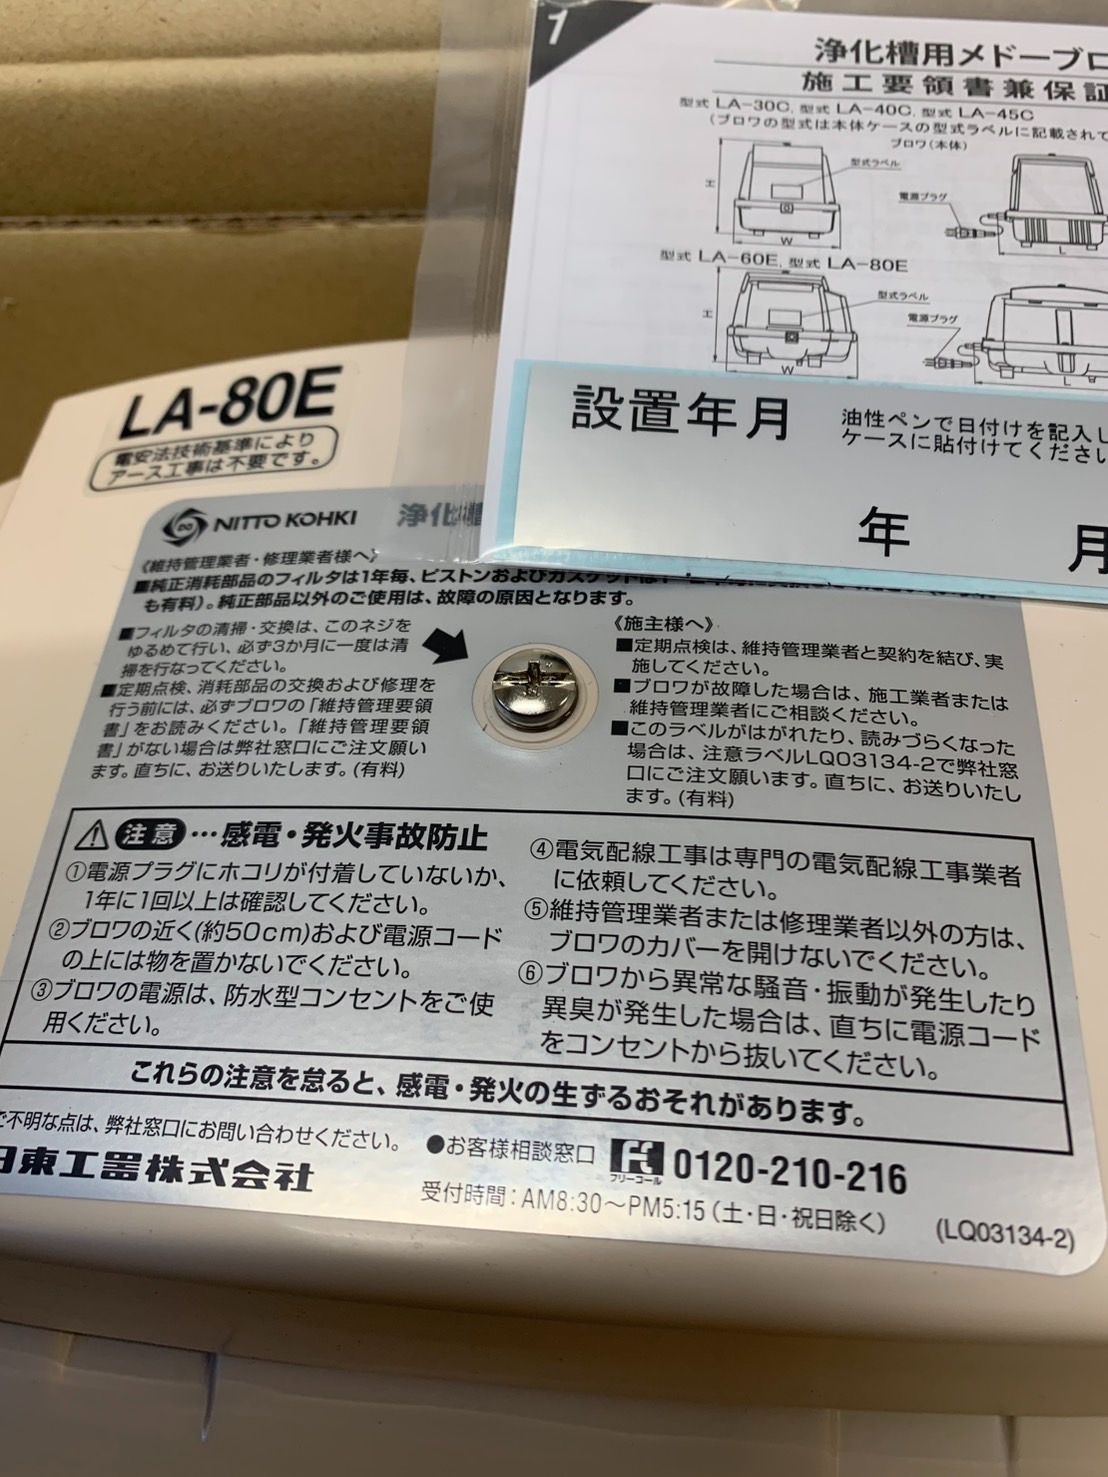 1
浄化槽用メドーブロ
施工要領書兼保証
型式 LA-30C, 型式 LA-40C, 型式 LA-45C
(ブロワの型式は本体ケースの型式ラベルに記載されて
ブロワ(本体)
型式ラベル
電源プラグ
H
W
L
型式 LA-60E, 型式 LA-80E
型式ラベル
電源プラグ
H
W
L
設置年月
油性ペンで日付けを記入し
ケースに貼付けてください
年
月
LA-80E
電安法技術基準により
アース工事は不要です。
NITTO KOHKI
浄化槽
《維持管理業者・修理業者様へ》
■純正消耗部品のフィルタは1年毎、ピストンおよびガスケットは
も有料)。純正部品以外のご使用は、故障の原因となります。
■フィルタの清掃・交換は、このネジを
ゆるめて行い、必ず3か月に一度は清
掃を行なってください。
■定期点検、消耗部品の交換および修理を
行う前には、必ずブロワの「維持管理要領
書」をお読みください。「維持管理要領
書」がない場合は弊社窓口にご注文願い
ます。直ちに、お送りいたします。(有料)
《施主様へ》
■定期点検は、維持管理業者と契約を結び、実
施してください。
■ブロワが故障した場合は、施工業者または
維持管理業者にご相談ください。
■このラベルがはがれたり、読みづらくなった
場合は、注意ラベルLQ03134-2で弊社窓
口にご注文願います。直ちに、お送りいたし
ます。(有料)
注意…感電・発火事故防止
①電源プラグにホコリが付着していないか、
1年に1回以上は確認してください。
②ブロワの近く(約50cm)および電源コード
の上には物を置かないでください。
③ブロワの電源は、防水型コンセントをご使
用ください。
④電気配線工事は専門の電気配線工事業者
に依頼してください。
⑤維持管理業者または修理業者以外の方は、
ブロワのカバーを開けないでください。
⑥ブロワから異常な騒音・振動が発生したり
異臭が発生した場合は、直ちに電源コード
をコンセントから抜いてください。
これらの注意を怠ると、感電・発火の生ずるおそれがあります。
ご不明な点は、弊社窓口にお問い合わせください。
日東工器株式会社
●お客様相談窓口 フリーコール 0120-210-216
受付時間：AM8:30～PM5:15（土・日・祝日除く）
(LQ03134-2)